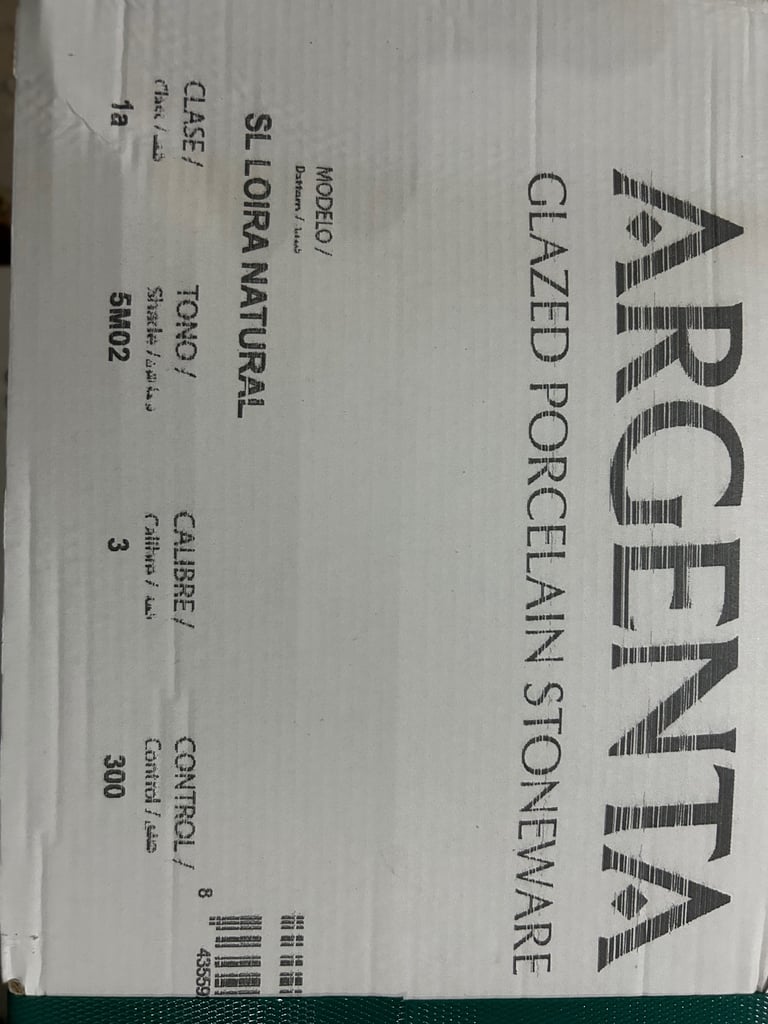 ARGENTA
GLAZED PORCELAIN STONEWARE
MODELO /
Pattern /
SL LOIRA NATURAL
CLASE / TONO / CALIBRE / CONTROL /
Class / Shade / Calibre / Control /
1a 5M02 3 300
8 43559